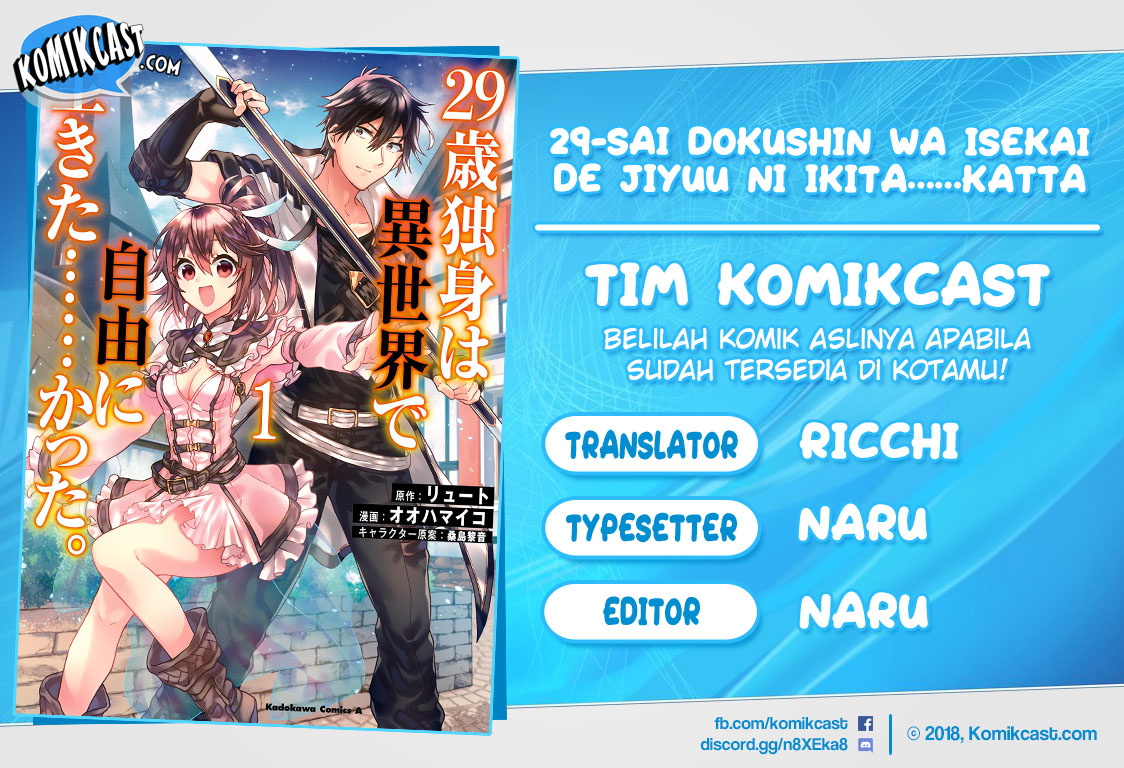 KOMIKCAST.COM
29歳独身は
異世界で
自由に
きた………かった。
1
原作：リュート
漫画：オオハマイコ
キャラクター原案：桑島黎音
Kadokawa Comics A
29-SAI DOKUSHIN WA ISEKAI
DE JIYUU NI IKITA......KATTA
TIM KOMIKCAST
BELILAH KOMIK ASLINYA APABILA
SUDAH TERSEDIA DI KOTAMU!
TRANSLATOR RICCHI
TYPESETTER NARU
EDITOR NARU
fb.com/komikcast
discord.gg/n8XEka8
© 2018, Komikcast.com